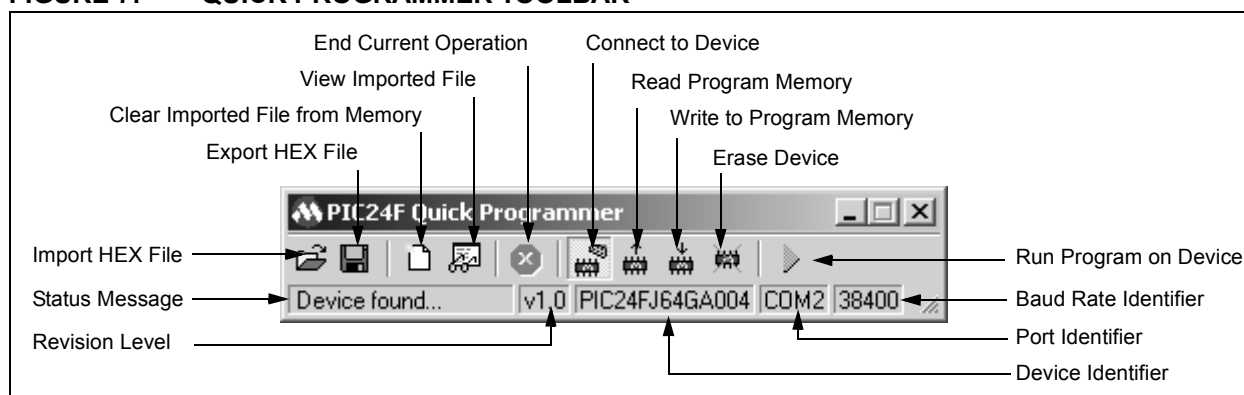 FIGURE 7: QUICK PROGRAMMER TOOLBAR
End Current Operation
Connect to Device
View Imported File
Read Program Memory
Clear Imported File from Memory
Write to Program Memory
Export HEX File
Erase Device
PIC24F Quick Programmer
Import HEX File
Run Program on Device
Status Message
Device found...
v1.0
PIC24FJ64GA004
COM2
38400
Baud Rate Identifier
Revision Level
Port Identifier
Device Identifier